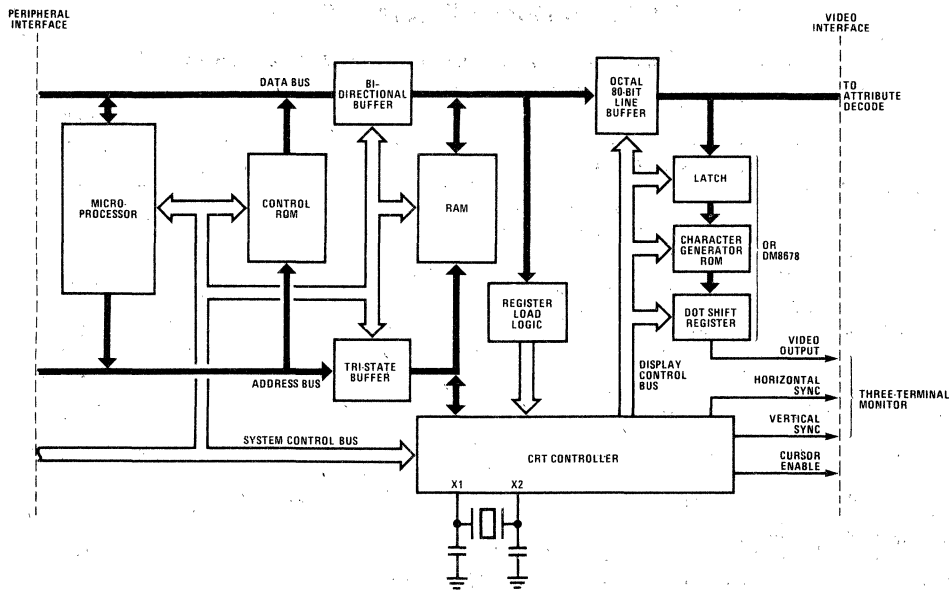 PERIPHERAL
INTERFACE
VIDEO
INTERFACE
DATA BUS
BI-
DIRECTIONAL
BUFFER
OCTAL
80-BIT
LINE
BUFFER
TO
ATTRIBUTE
DECODE
MICRO-
PROCESSOR
CONTROL
ROM
RAM
LATCH
CHARACTER
GENERATOR
ROM
OR
DM8678
REGISTER
LOAD
LOGIC
DOT SHIFT
REGISTER
TRI-STATE
BUFFER
ADDRESS BUS
DISPLAY
CONTROL
BUS
VIDEO
OUTPUT
HORIZONTAL
SYNC
THREE-TERMINAL
MONITOR
VERTICAL
SYNC
SYSTEM CONTROL BUS
CRT CONTROLLER
CURSOR
ENABLE
X1
X2